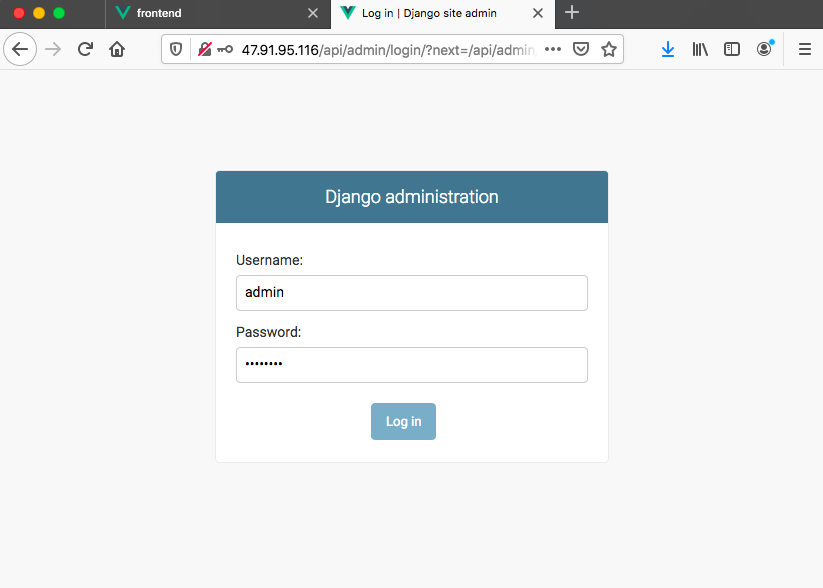 frontend
Log in | Django site admin
47.91.95.116/api/admin/login/?next=/api/admin
Django administration
Username:
admin
Password:
Log in